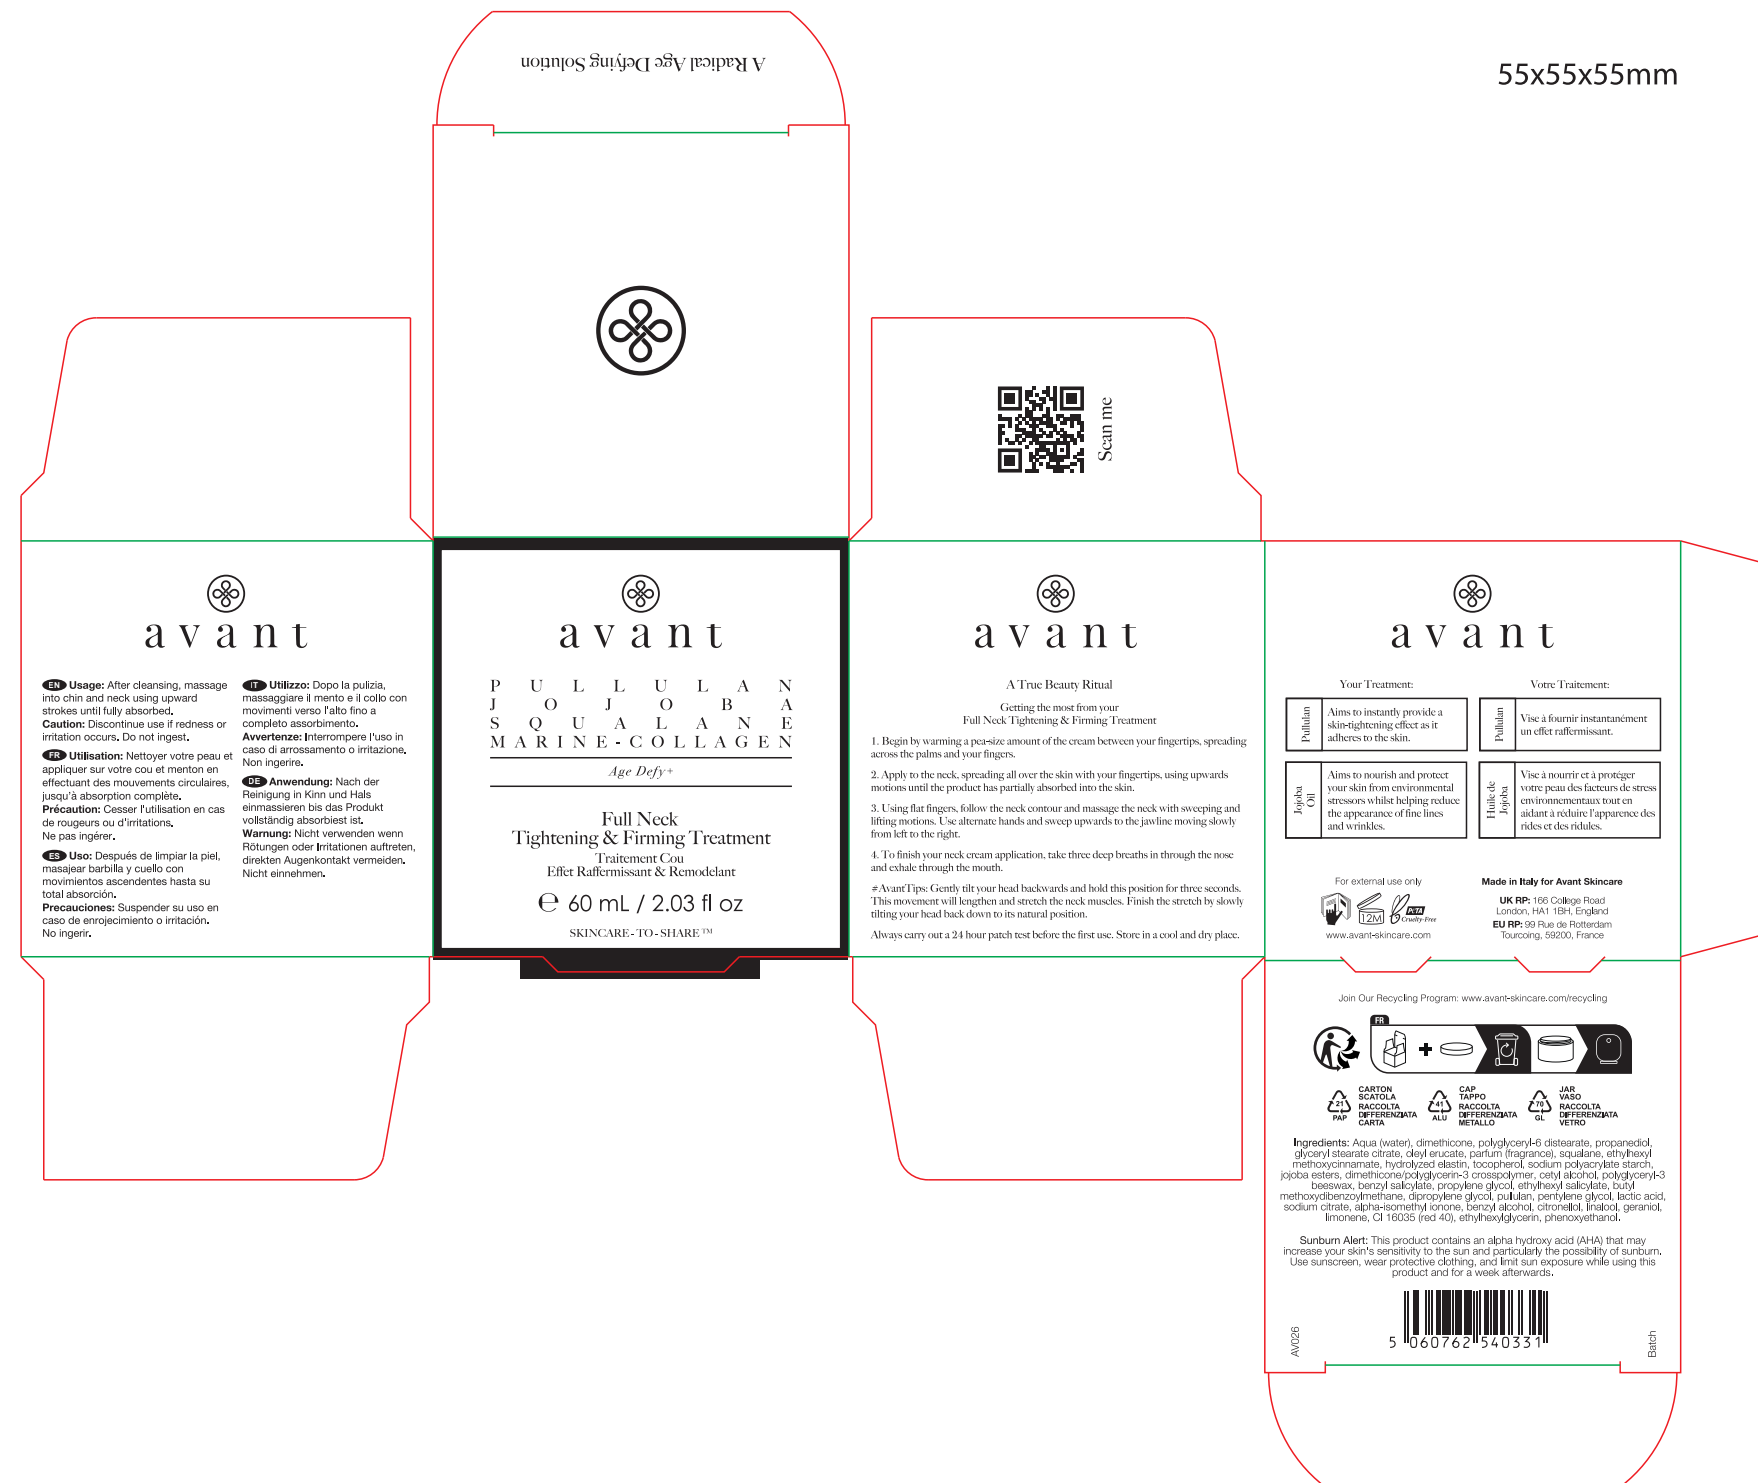 A Radical Age Defying Solution
55x55x55mm
Scan me
avant
EN Usage: After cleansing, massage
into chin and neck using upward
strokes until fully absorbed.
Caution: Discontinue use if redness or
irritation occurs. Do not ingest.
FR Utilisation: Nettoyer votre peau et
appliquer sur votre cou et menton en
effectuant des mouvements circulaires,
jusqu'à absorption complète.
Précaution: Cesser l'utilisation en cas
de rougeurs ou d'irritations.
Ne pas ingérer.
ES Uso: Después de limpiar la piel,
masajear barbilla y cuello con
movimientos ascendentes hasta su
total absorción.
Precauciones: Suspender su uso en
caso de enrojecimiento o irritación.
No ingerir.
IT Utilizzo: Dopo la pulizia,
massaggiare il mento e il collo con
movimenti verso l'alto fino a
completo assorbimento.
Avvertenze: Interrompere l'uso in
caso di arrossamento o irritazione.
Non ingerire.
DE Anwendung: Nach der
Reinigung in Kinn und Hals
einmassieren bis das Produkt
vollständig absorbiest ist.
Warnung: Nicht verwenden wenn
Rötungen oder Irritationen auftreten,
direkten Augenkontakt vermeiden.
Nicht einnehmen.
avant
PULLULAN
JOJOBA
SQUALANE
MARINE-COLLAGEN
Age Defy+
Full Neck
Tightening & Firming Treatment
Traitement Cou
Effet Raffermissant & Remodelant
℮ 60 mL / 2.03 fl oz
SKINCARE-TO-SHARE™
avant
A True Beauty Ritual
Getting the most from your
Full Neck Tightening & Firming Treatment
1. Begin by warming a pea-size amount of the cream between your fingertips, spreading
across the palms and your fingers.
2. Apply to the neck, spreading all over the skin with your fingertips, using upwards
motions until the product has partially absorbed into the skin.
3. Using flat fingers, follow the neck contour and massage the neck with sweeping and
lifting motions. Use alternate hands and sweep upwards to the jawline moving slowly
from left to the right.
4. To finish your neck cream application, take three deep breaths in through the nose
and exhale through the mouth.
#AvantTips: Gently tilt your head backwards and hold this position for three seconds.
This movement will lengthen and stretch the neck muscles. Finish the stretch by slowly
tilting your head back down to its natural position.
Always carry out a 24 hour patch test before the first use. Store in a cool and dry place.
avant
Your Treatment:
Pullulan
Aims to instantly provide a
skin-tightening effect as it
adheres to the skin.
Jojoba
Oil
Aims to nourish and protect
your skin from environmental
stressors whilst helping reduce
the appearance of fine lines
and wrinkles.
Votre Traitement:
Pullulan
Vise à fournir instantanément
un effet raffermissant.
Huile de
Jojoba
Vise à nourrir et à protéger
votre peau des facteurs de stress
environnementaux tout en
aidant à réduire l'apparence des
rides et des ridules.
For external use only
12M
PeTA
Cruelty-Free
www.avant-skincare.com
Made in Italy for Avant Skincare
UK RP: 166 College Road
London, HA1 1BH, England
EU RP: 99 Rue de Rotterdam
Tourcoing, 59200, France
Join Our Recycling Program: www.avant-skincare.com/recycling
FR
21
PAP
CARTON
SCATOLA
RACCOLTA
DIFFERENZIATA
CARTA
41
ALU
CAP
TAPPO
RACCOLTA
DIFFERENZIATA
METALLO
70
GL
JAR
VASO
RACCOLTA
DIFFERENZIATA
VETRO
Ingredients: Aqua (water), dimethicone, polyglyceryl-6 distearate, propanediol,
glyceryl stearate citrate, oleyl erucate, parfum (fragrance), squalane, ethylhexyl
methoxycinnamate, hydrolyzed elastin, tocopherol, sodium polyacrylate starch,
jojoba esters, dimethicone/polyglycerin-3 crosspolymer, cetyl alcohol, polyglyceryl-3
beeswax, benzyl salicylate, propylene glycol, ethylhexyl salicylate, butyl
methoxydibenzoylmethane, dipropylene glycol, pullulan, pentylene glycol, lactic acid,
sodium citrate, alpha-isomethyl ionone, benzyl alcohol, citronellol, linalool, geraniol,
limonene, CI 16035 (red 40), ethylhexylglycerin, phenoxyethanol.
Sunburn Alert: This product contains an alpha hydroxy acid (AHA) that may
increase your skin's sensitivity to the sun and particularly the possibility of sunburn.
Use sunscreen, wear protective clothing, and limit sun exposure while using this
product and for a week afterwards.
AV026
5 060762 540331
Batch